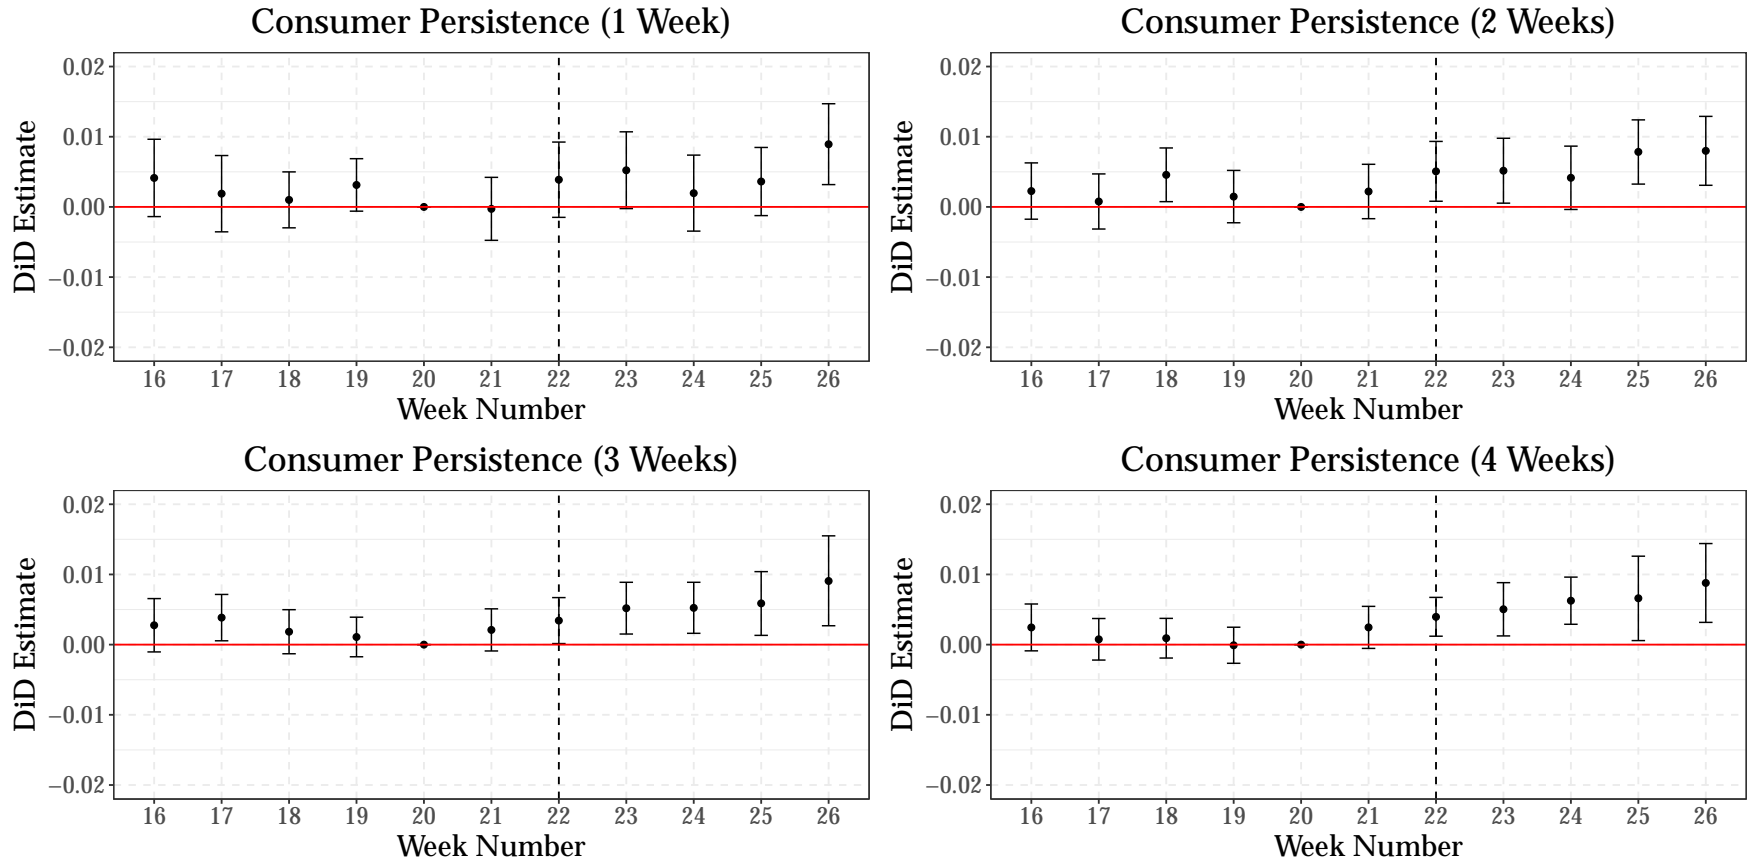 Consumer Persistence (1 Week)
DiD Estimate
0.02
0.01
0.00
−0.01
−0.02
16 17 18 19 20 21 22 23 24 25 26
Week Number
Consumer Persistence (2 Weeks)
DiD Estimate
0.02
0.01
0.00
−0.01
−0.02
16 17 18 19 20 21 22 23 24 25 26
Week Number
Consumer Persistence (3 Weeks)
DiD Estimate
0.02
0.01
0.00
−0.01
−0.02
16 17 18 19 20 21 22 23 24 25 26
Week Number
Consumer Persistence (4 Weeks)
DiD Estimate
0.02
0.01
0.00
−0.01
−0.02
16 17 18 19 20 21 22 23 24 25 26
Week Number